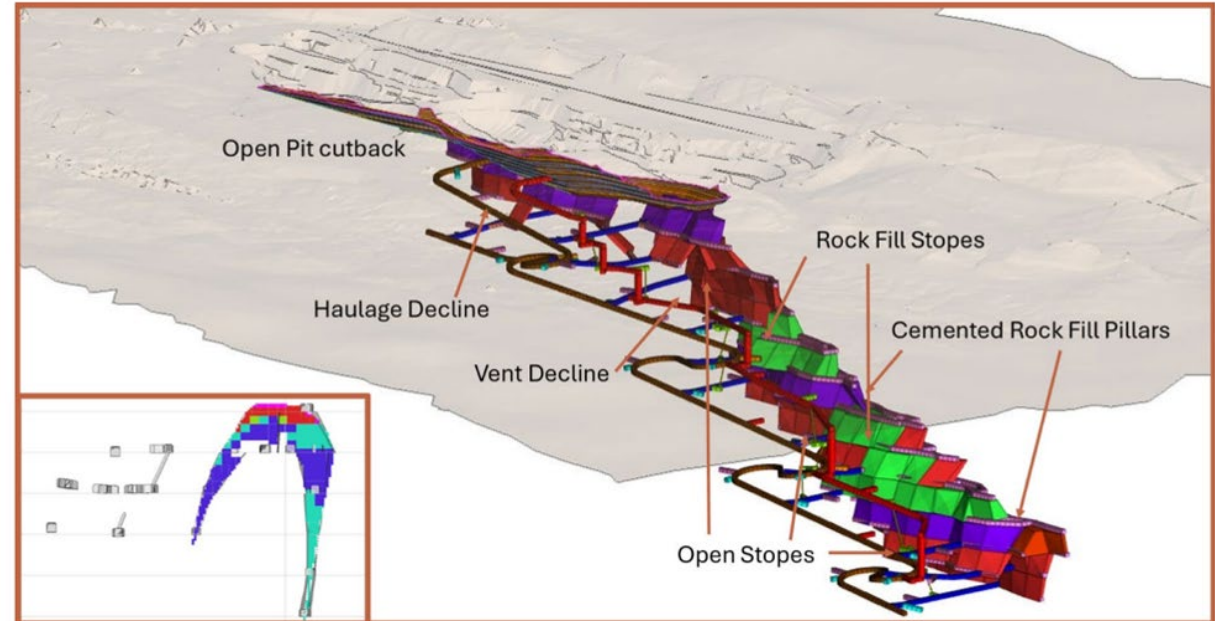 Open Pit cutback
Rock Fill Stopes
Haulage Decline
Cemented Rock Fill Pillars
Vent Decline
Open Stopes